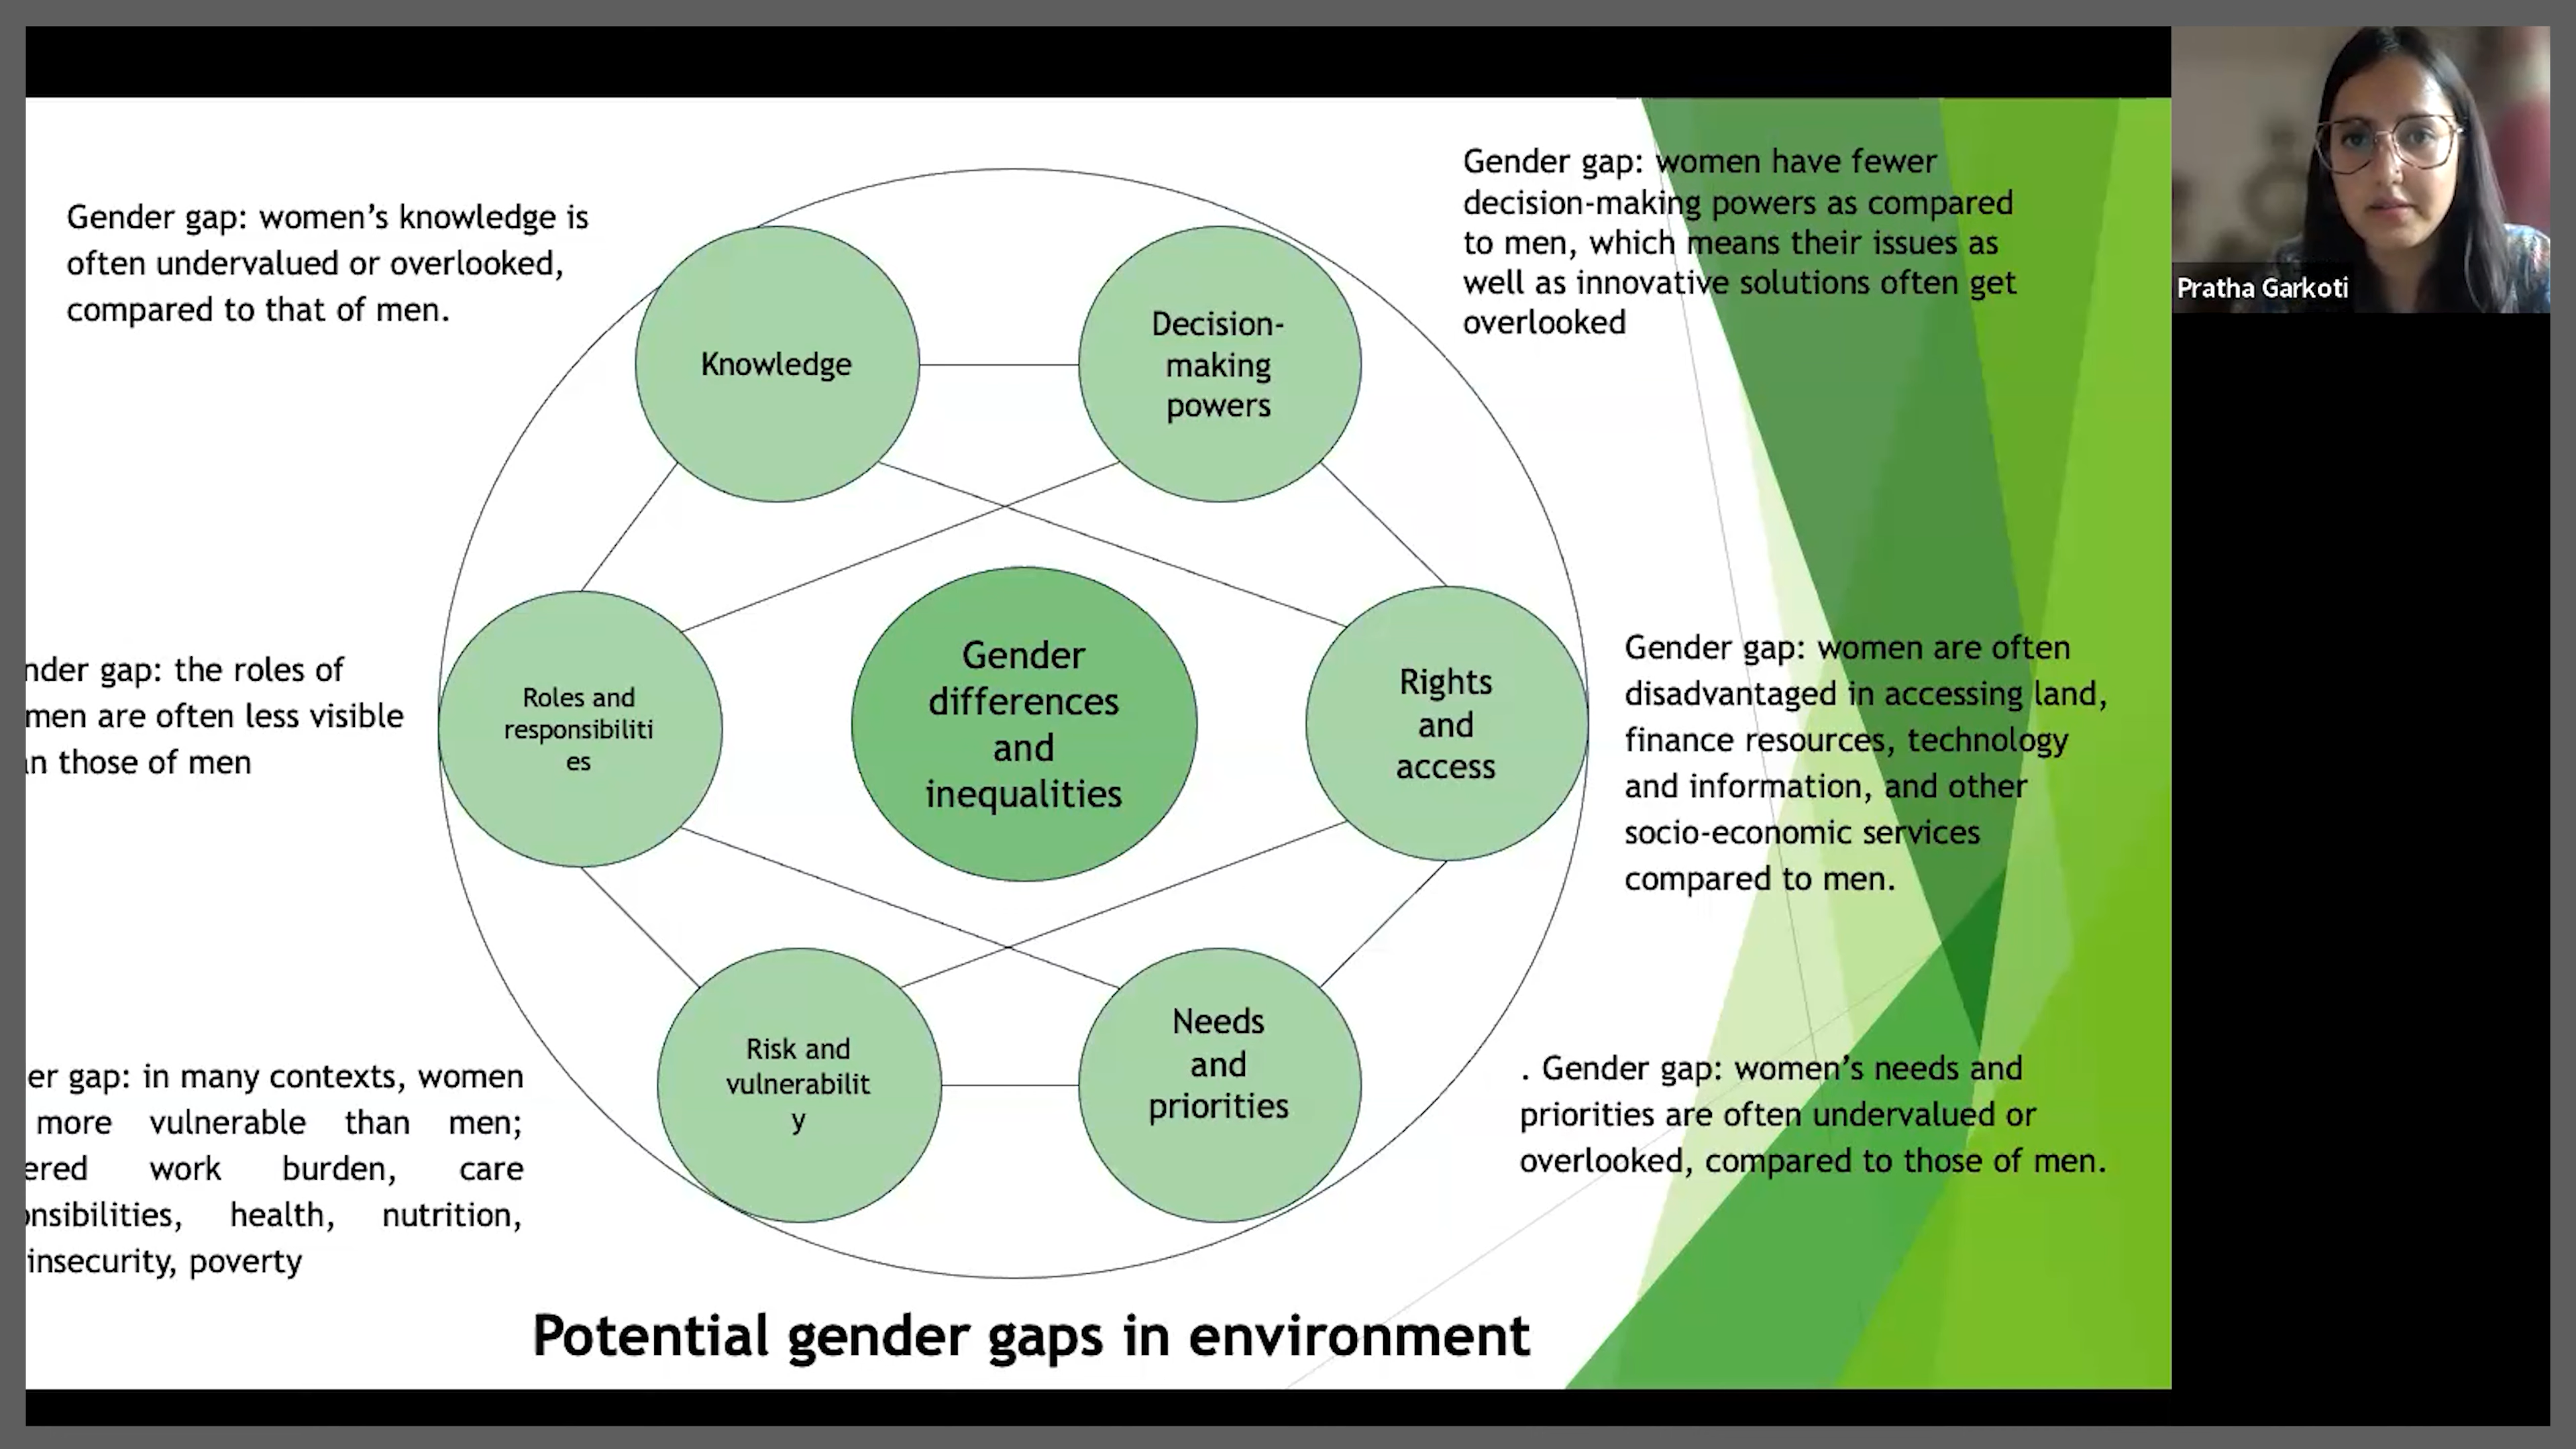 Gender gap: women’s knowledge is
often undervalued or overlooked,
compared to that of men.
Gender gap: women have fewer
decision-making powers as compared
to men, which means their issues as
well as innovative solutions often get
overlooked
Pratha Garkoti
Knowledge
Decision-
making
powers
nder gap: the roles of
men are often less visible
n those of men
Roles and
responsibiliti
es
Gender
differences
and
inequalities
Rights
and
access
Gender gap: women are often
disadvantaged in accessing land,
finance resources, technology
and information, and other
socio-economic services
compared to men.
er gap: in many contexts, women
more vulnerable than men;
ered work burden, care
onsibilities, health, nutrition,
insecurity, poverty
Risk and
vulnerabilit
y
Needs
and
priorities
. Gender gap: women’s needs and
priorities are often undervalued or
overlooked, compared to those of men.
Potential gender gaps in environment